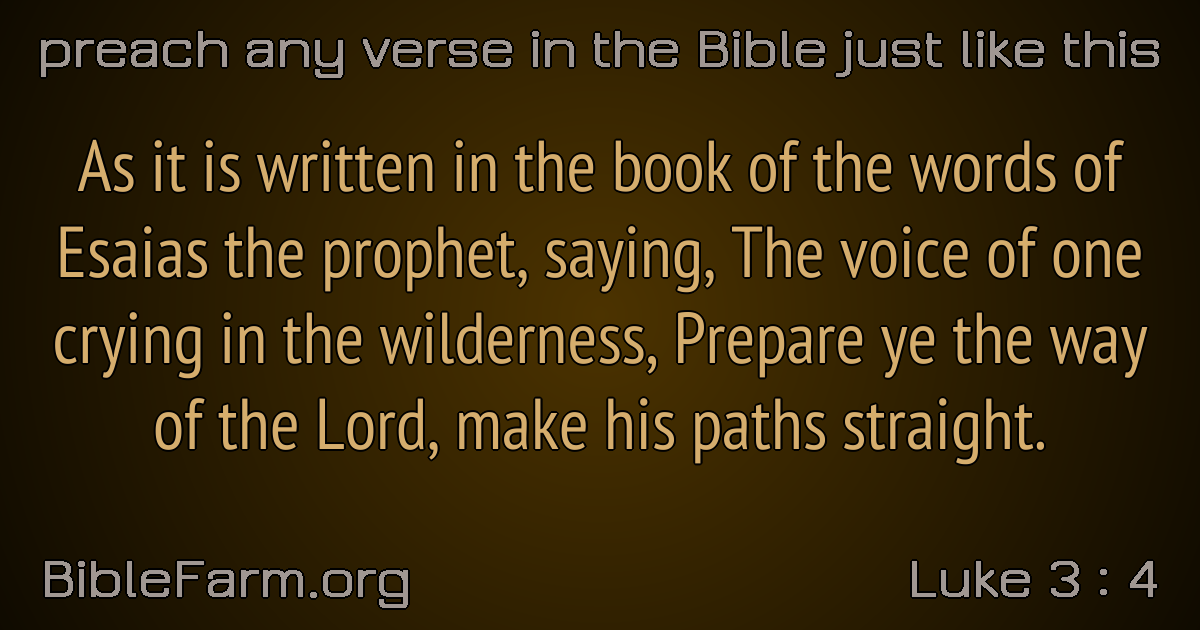 preach any verse in the Bible just like this
As it is written in the book of the words of
Esaias the prophet, saying, The voice of one
crying in the wilderness, Prepare ye the way
of the Lord, make his paths straight.
BibleFarm.org
Luke 3 : 4